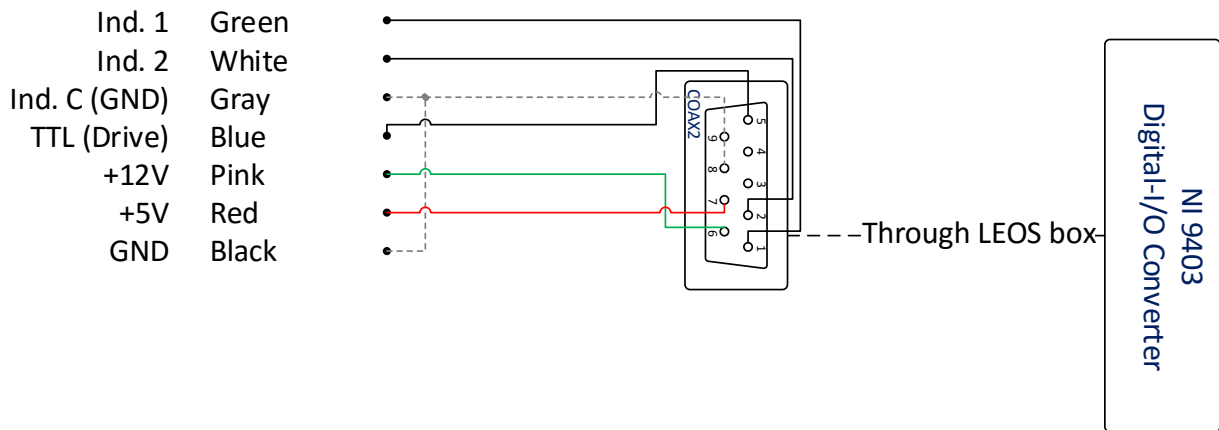 Ind. 1 Green
Ind. 2 White
Ind. C (GND) Gray
TTL (Drive) Blue
+12V Pink
+5V Red
GND Black
COAX2
5
9
4
8
3
7
2
6
1
Through LEOS box
NI 9403
Digital-I/O Converter